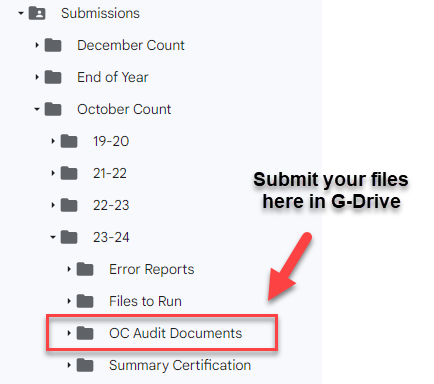 Submissions
December Count
End of Year
October Count
19-20
21-22
22-23
23-24
Error Reports
Files to Run
OC Audit Documents
Summary Certification
Submit your files
here in G-Drive